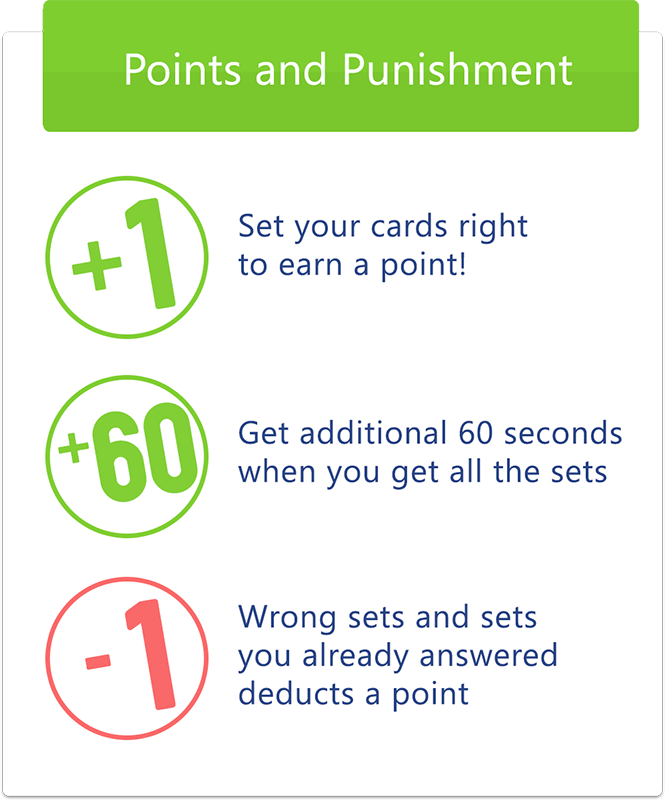 Points and Punishment
+1
Set your cards right
to earn a point!
+60
Get additional 60 seconds
when you get all the sets
- 1
Wrong sets and sets
you already answered
deducts a point